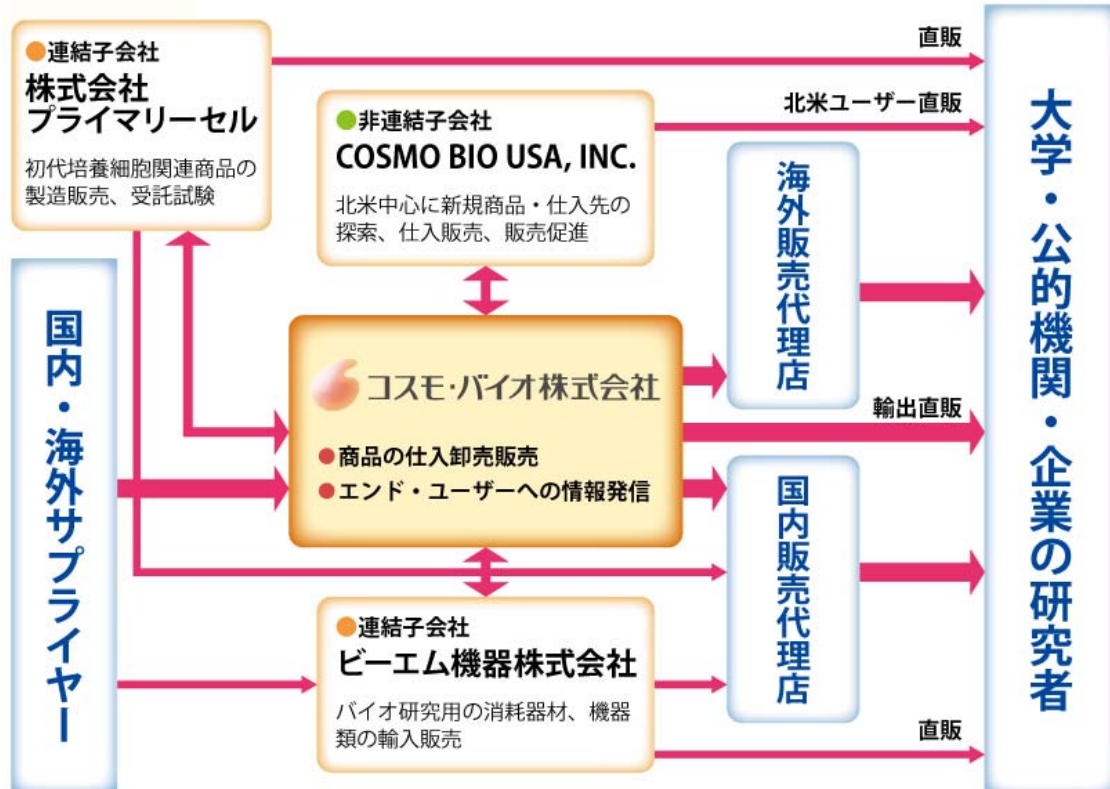 ●連結子会社
株式会社
プライマリーセル
初代培養細胞関連商品の
製造販売、受託試験
直販
●非連結子会社
COSMO BIO USA, INC.
北米中心に新規商品・仕入先の
探索、仕入販売、販売促進
北米ユーザー直販
海外販売代理店
大学・公的機関・企業の研究者
国内・海外サプライヤー
コスモ・バイオ株式会社
●商品の仕入卸売販売
●エンド・ユーザーへの情報発信
輸出直販
国内販売代理店
●連結子会社
ビーエム機器株式会社
バイオ研究用の消耗器材、機器
類の輸入販売
直販